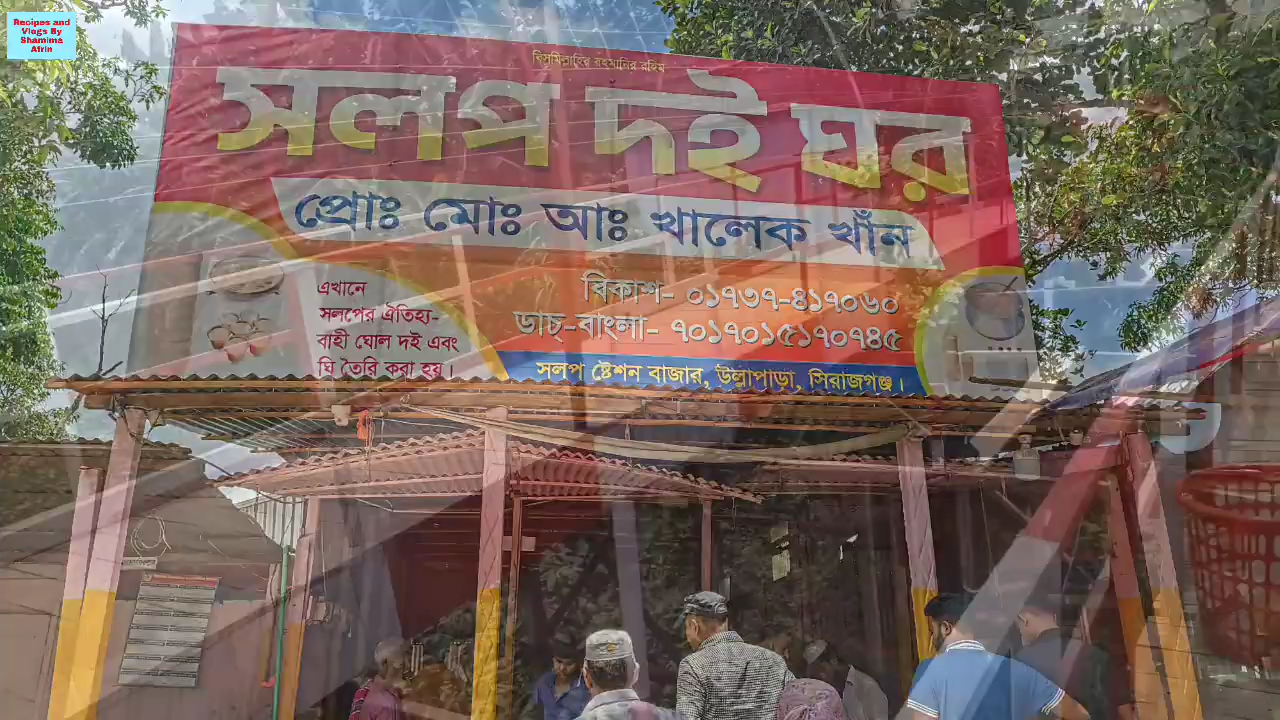 Recipes and
Vlogs By
Shamima
Afrin
বিসমিল্লাহির রহমানির রহিম
সলপ দই ঘর
প্রোঃ মোঃ আঃ খালেক খাঁন
এখানে
সলপের ঐতিহ্য-
বাহী ঘোল দই এবং
ঘি তৈরি করা হয়।
বিকাশ- ০১৭৩৭-৪১৭০৬০
ডাচ্-বাংলা- ৭০১৭০১৫১৭০৭৪৫
সলপ ষ্টেশন বাজার, উল্লাপাড়া, সিরাজগঞ্জ।